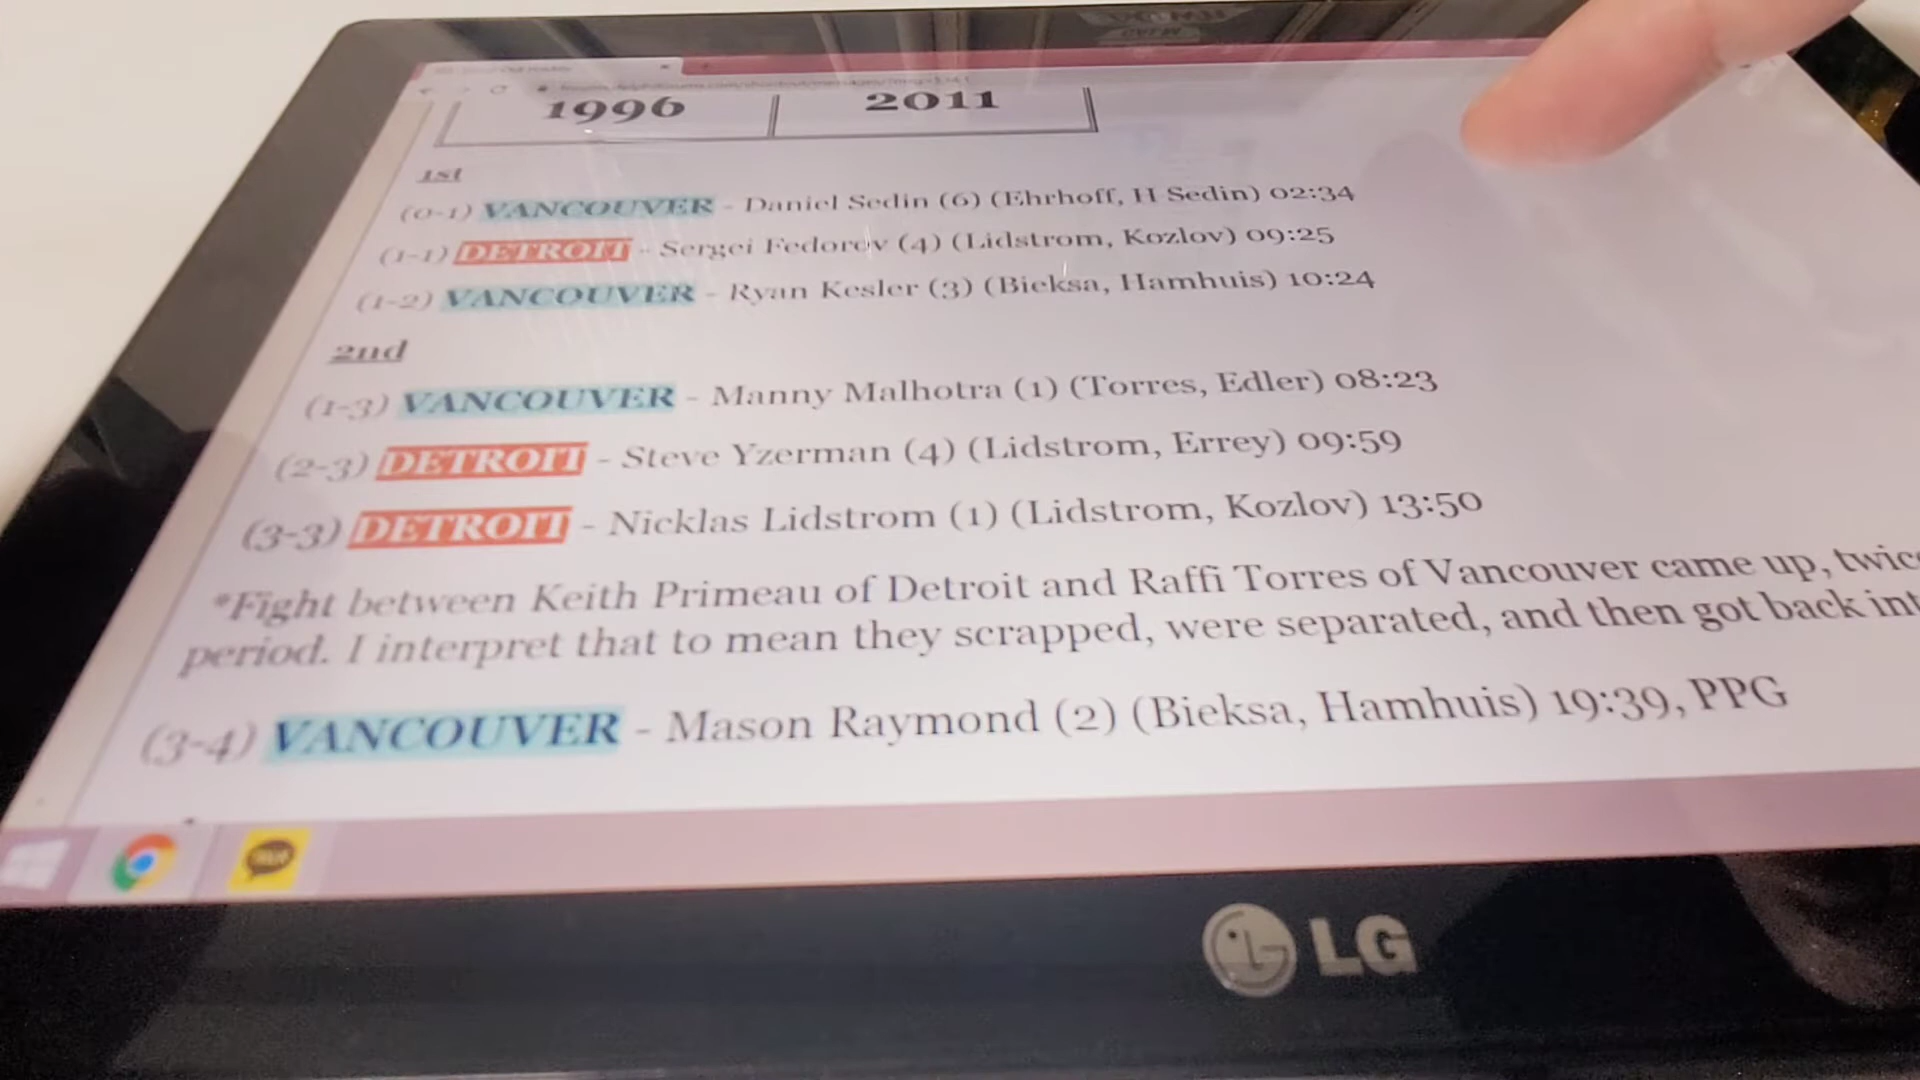 1996 2011
1st
(0-1) VANCOUVER - Daniel Sedin (6) (Ehrhoff, H Sedin) 02:34
(1-1) DETROIT - Sergei Fedorov (4) (Lidstrom, Kozlov) 09:25
(1-2) VANCOUVER - Ryan Kesler (3) (Bieksa, Hamhuis) 10:24
2nd
(1-3) VANCOUVER - Manny Malhotra (1) (Torres, Edler) 08:23
(2-3) DETROIT - Steve Yzerman (4) (Lidstrom, Errey) 09:59
(3-3) DETROIT - Nicklas Lidstrom (1) (Lidstrom, Kozlov) 13:50
*Fight between Keith Primeau of Detroit and Raffi Torres of Vancouver came up, twic
period. I interpret that to mean they scrapped, were separated, and then got back int
(3-4) VANCOUVER - Mason Raymond (2) (Bieksa, Hamhuis) 19:39, PPG
TALK
LG